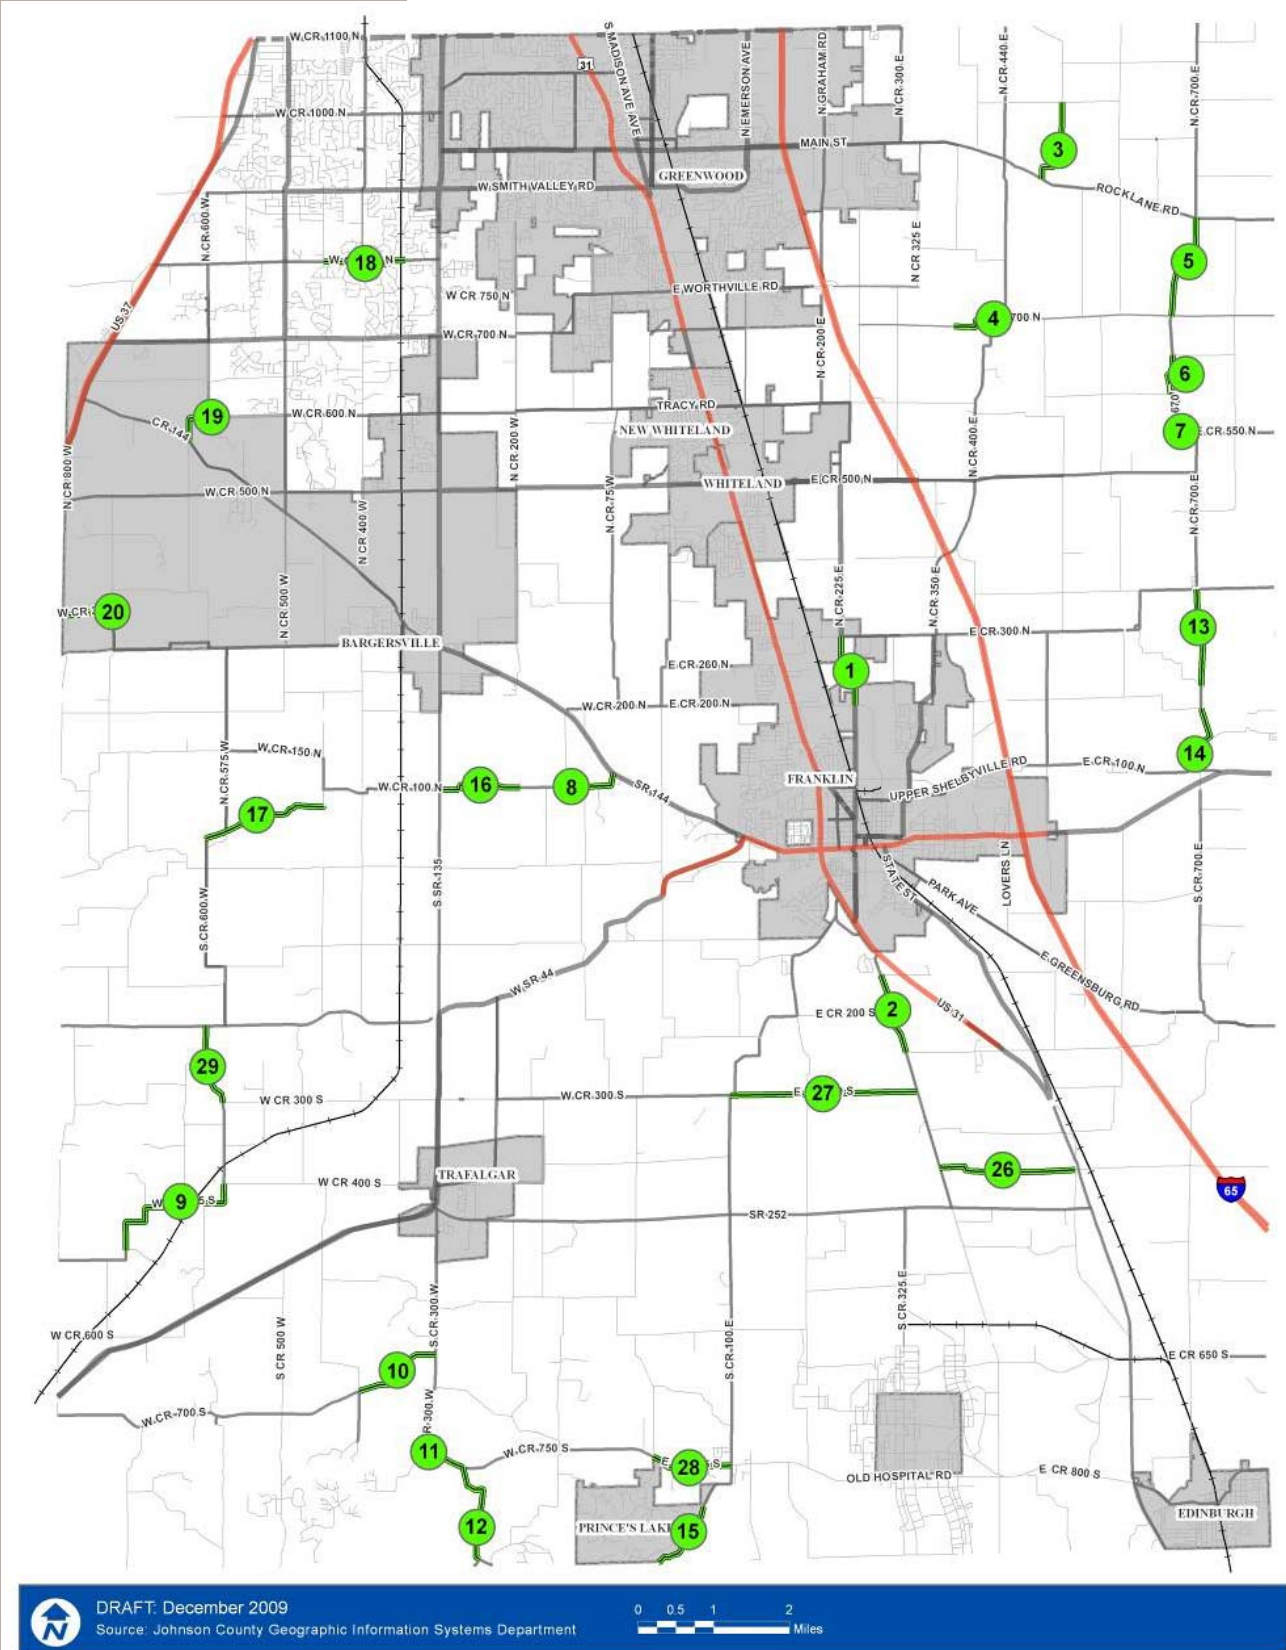 W CR 1100 N
S MADISON AVE AVE
31
N EMERSON AVE
N GRAHAM RD
N CR 300 E
N CR 440 E
N CR 700 E
W CR 1000 N
MAIN ST
3
GREENWOOD
W SMITH VALLEY RD
ROCKLANE RD
N CR 600 W
N CR 325 E
W
18
N
5
US 37
W CR 750 N
E WORTHVILLE RD
4
700 N
W CR 700 N
N CR 200 E
6
670
19
W CR 600 N
TRACY RD
CR 144
NEW WHITELAND
N CR 200 W
N CR 400 E
7
E CR 550 N
N CR 800 W
WHITELAND
E CR 500 N
W CR 500 N
N CR 75 W
N CR 700 E
N CR 400 W
N CR 500 W
N CR 225 E
N CR 350 E
W CR 3
20
13
E CR 300 N
BARGERSVILLE
E CR 260 N
1
W CR 200 N
E CR 200 N
N CR 575 W
W CR 150 N
14
E CR 100 N
UPPER SHELBYVILLE RD
FRANKLIN
W CR 100 N
16
8
SR 144
17
S SR 135
STATE ST
PARK AVE
LOVERS LN
S CR 700 E
S CR 600 W
E GREENSBURG RD
W SR 44
2
US 31
E CR 200 S
29
W CR 300 S
W CR 300 S
E
27
S
26
TRAFALGAR
W CR 400 S
65
W
9
5 S
SR 252
S CR 325 E
S CR 300 W
W CR 600 S
S CR 500 W
S CR 100 E
E CR 650 S
10
W CR 700 S
R 300 W
11
W CR 750 S
E
28
S
OLD HOSPITAL RD
E CR 800 S
12
PRINCE'S LAK
15
EDINBURGH
N
DRAFT: December 2009
Source: Johnson County Geographic Information Systems Department
0 0.5 1 2
Miles